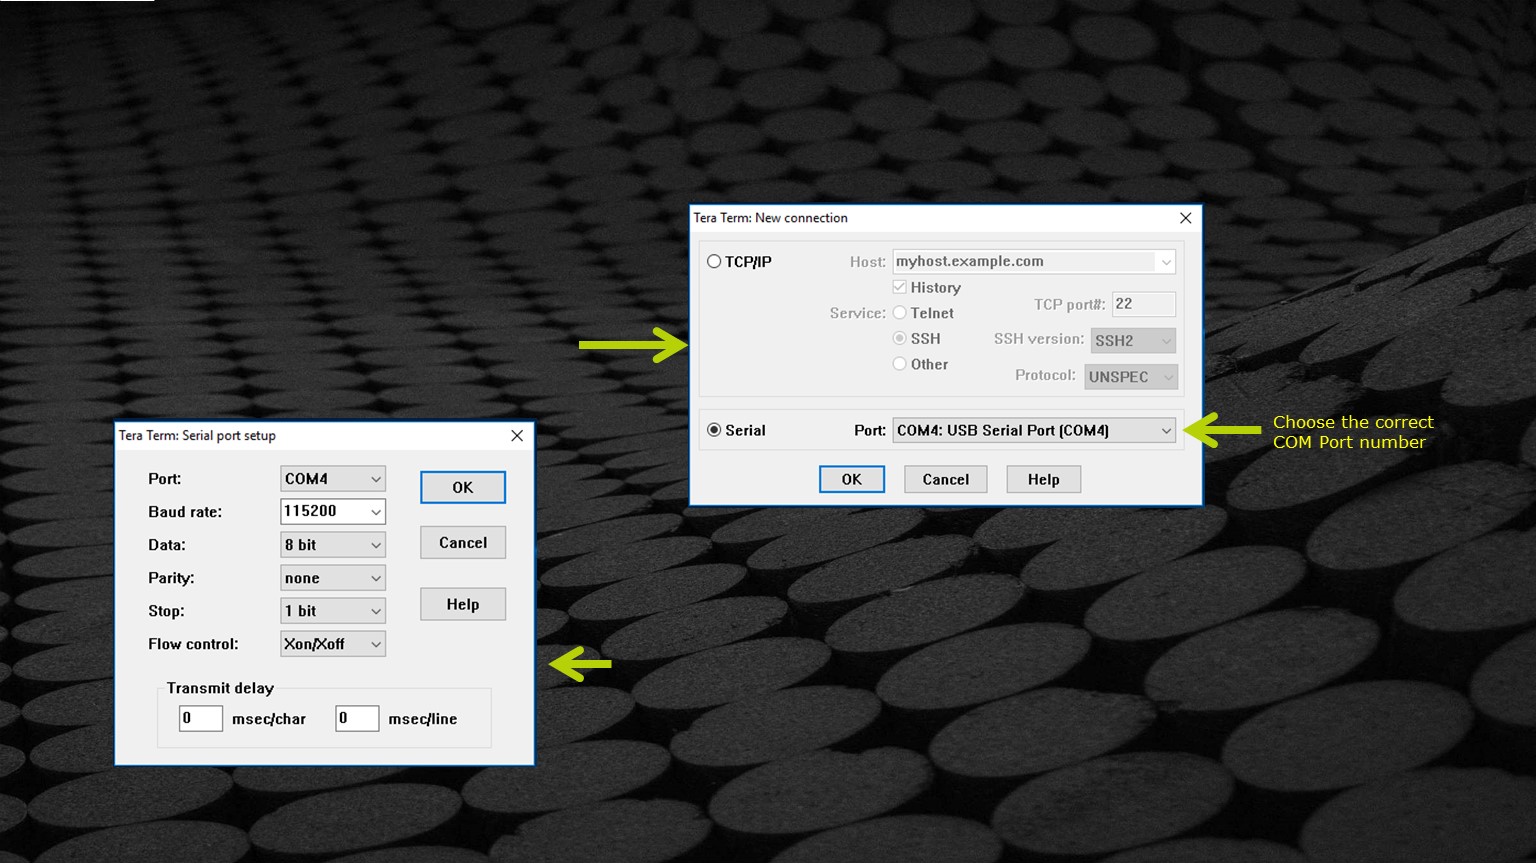 Tera Term: New connection
TCP/IP
Host: myhost.example.com
History
Service: Telnet
TCP port#: 22
SSH
SSH version: SSH2
Other
Protocol: UNSPEC
Serial
Port: COM4: USB Serial Port (COM4)
OK Cancel Help
Choose the correct
COM Port number
Tera Term: Serial port setup
Port: COM4
OK
Baud rate: 115200
Data: 8 bit
Cancel
Parity: none
Stop: 1 bit
Help
Flow control: Xon/Xoff
Transmit delay
0 msec/char 0 msec/line